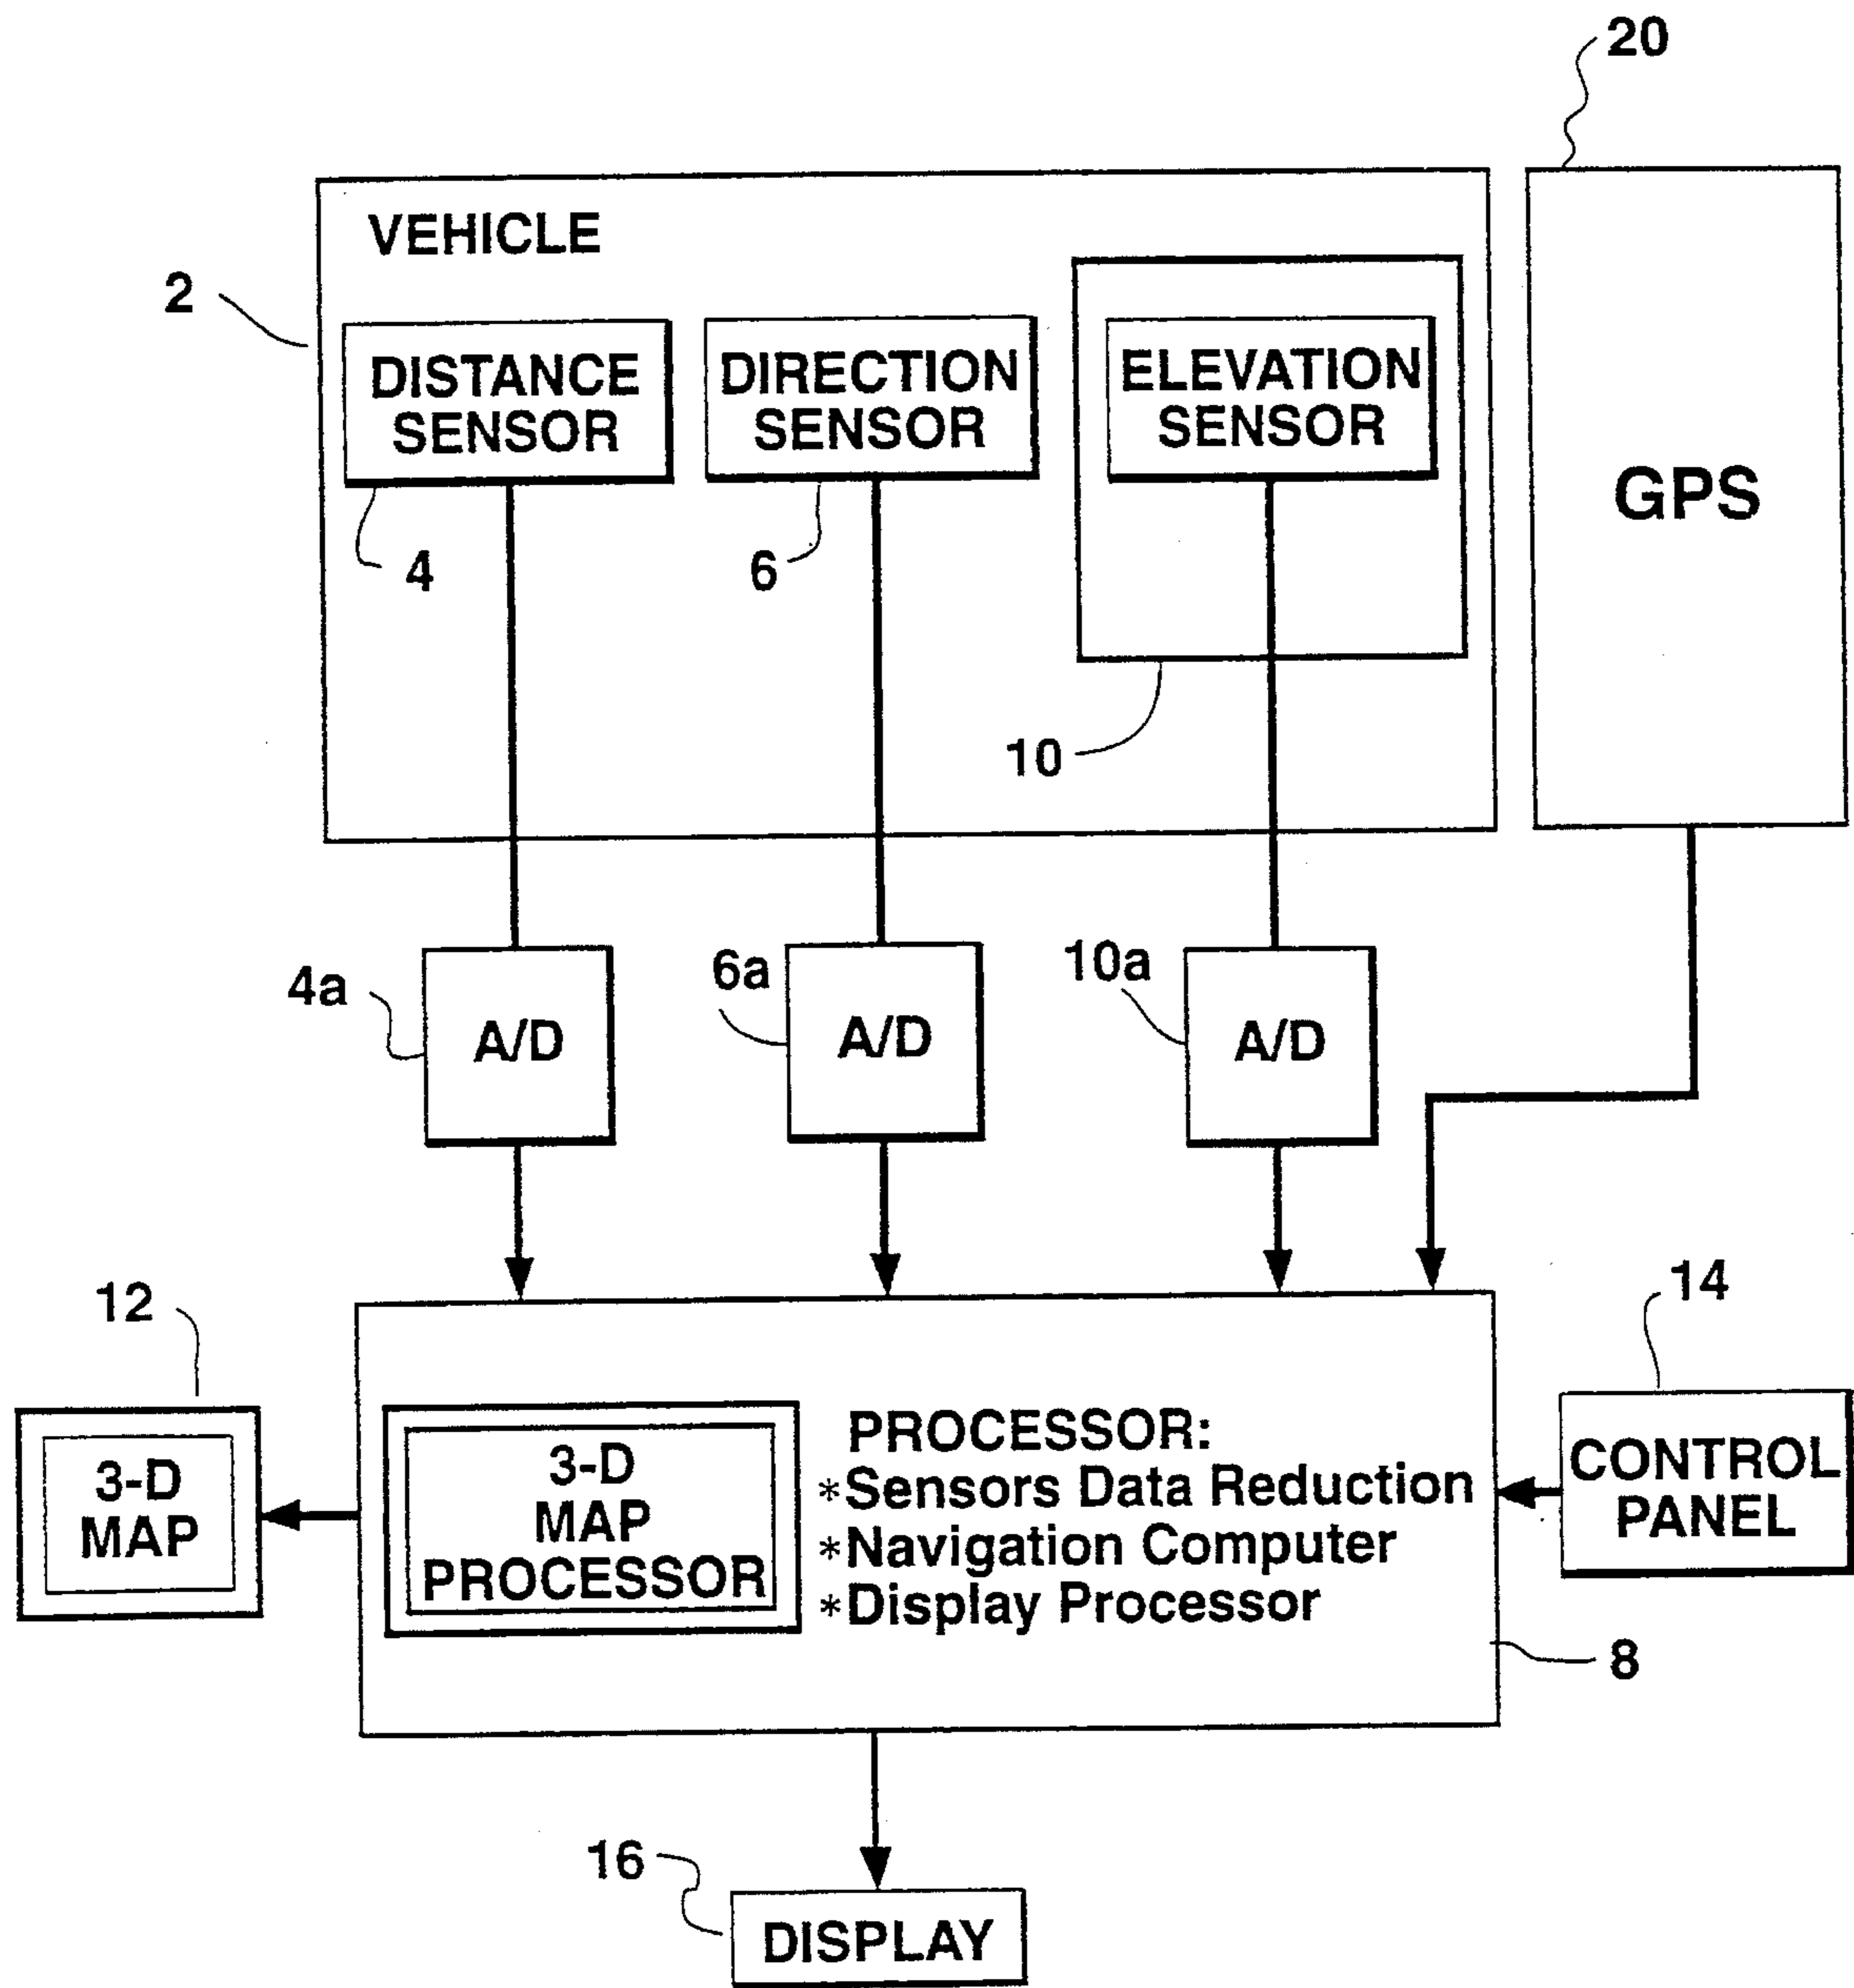 20
VEHICLE
2
DISTANCE
SENSOR
DIRECTION
SENSOR
ELEVATION
SENSOR
GPS
4
6
10
4a
A/D
6a
A/D
10a
A/D
12
14
3-D
MAP
3-D
MAP
PROCESSOR
PROCESSOR:
*Sensors Data Reduction
*Navigation Computer
*Display Processor
CONTROL
PANEL
8
16
DISPLAY